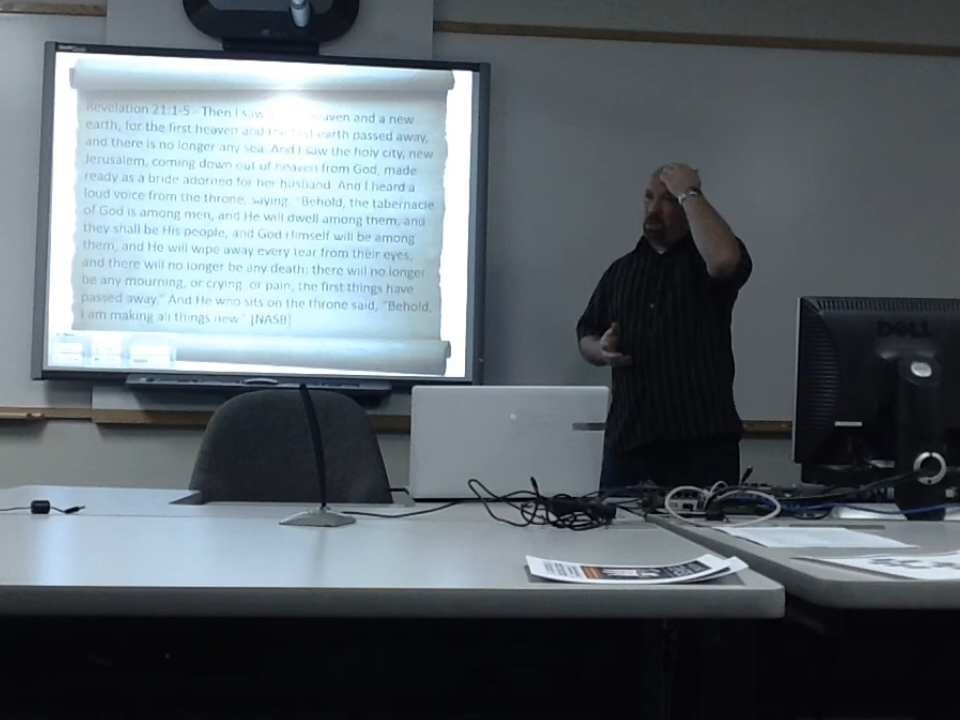 Revelation 21:1-5 - Then I saw heaven and a new
earth, for the first heaven and the first earth passed away,
and there is no longer any sea. And I saw the holy city, new
Jerusalem, coming down out of heaven from God, made
ready as a bride adorned for her husband. And I heard a
loud voice from the throne, saying, "Behold, the tabernacle
of God is among men, and He will dwell among them, and
they shall be His people, and God Himself will be among
them, and He will wipe away every tear from their eyes,
and there will no longer be any death: there will no longer
be any mourning, or crying, or pain, the first things have
passed away." And He who sits on the throne said, "Behold,
I am making all things new" [NASB]
DELL